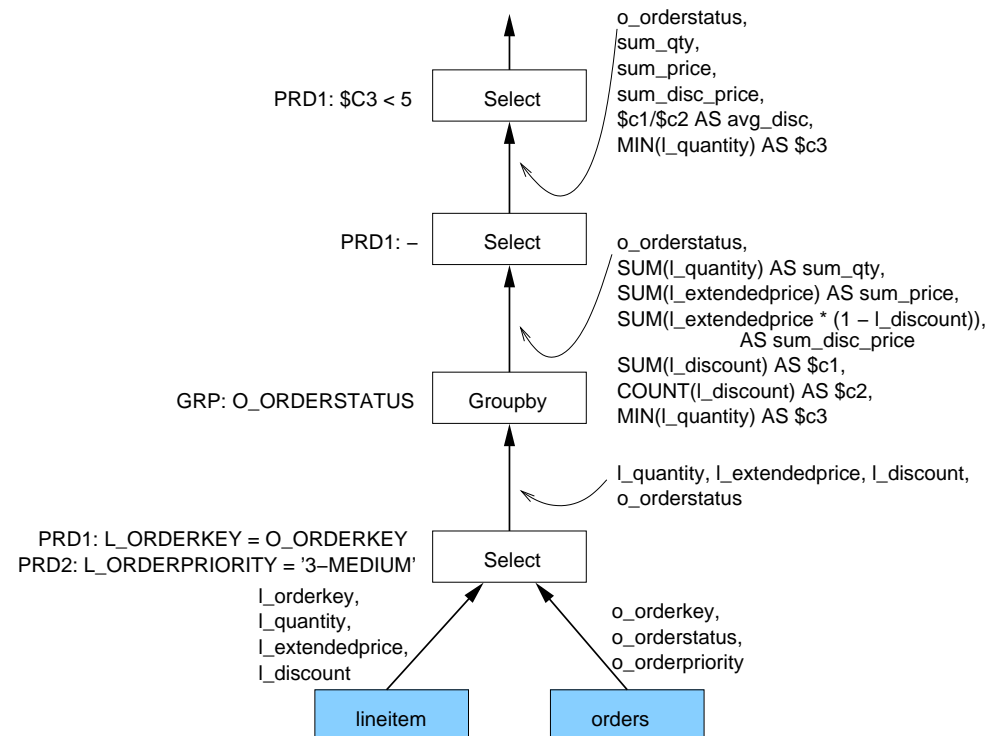 o_orderstatus,
sum_qty,
sum_price,
sum_disc_price,
$c1/$c2 AS avg_disc,
MIN(l_quantity) AS $c3
PRD1: $C3 < 5
Select
PRD1: −
Select
o_orderstatus,
SUM(l_quantity) AS sum_qty,
SUM(l_extendedprice) AS sum_price,
SUM(l_extendedprice * (1 − l_discount)),
AS sum_disc_price
SUM(l_discount) AS $c1,
COUNT(l_discount) AS $c2,
MIN(l_quantity) AS $c3
GRP: O_ORDERSTATUS
Groupby
l_quantity, l_extendedprice, l_discount,
o_orderstatus
PRD1: L_ORDERKEY = O_ORDERKEY
PRD2: L_ORDERPRIORITY = '3−MEDIUM'
Select
l_orderkey,
l_quantity,
l_extendedprice,
l_discount
o_orderkey,
o_orderstatus,
o_orderpriority
lineitem
orders